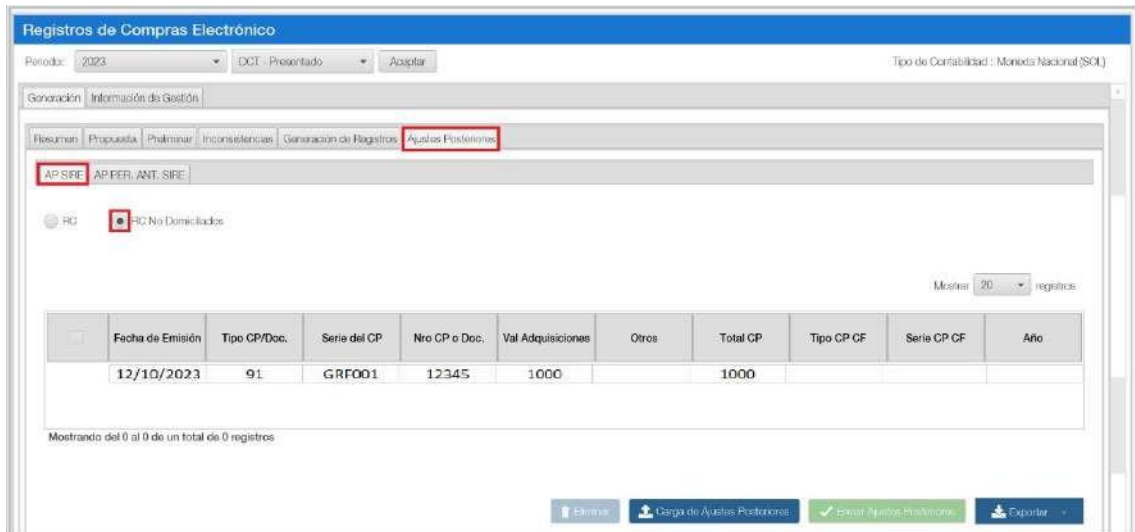 Registros de Compras Electrónico
Periodo: 2023 OCT - Presentado Aceptar Tipo de Contabilidad : Moneda Nacional (SOL)
Generación Información de Gestión
Resumen Propuesta Preliminar Inconsistencias Generación de Registros Ajustes Posteriores
AP SIRE AP PER. ANT. SIRE
RC RC No Domiciliados
Mostrar 20 registros
Fecha de Emisión Tipo CP/Doc. Serie del CP Nro CP o Doc. Val Adquisiciones Otros Total CP Tipo CP CF Serie CP CF Año
12/10/2023 91 GRF001 12345 1000 1000
Mostrando del 0 al 0 de un total de 0 registros
Eliminar Carga de Ajustes Posteriores Enviar Ajustes Posteriores Exportar